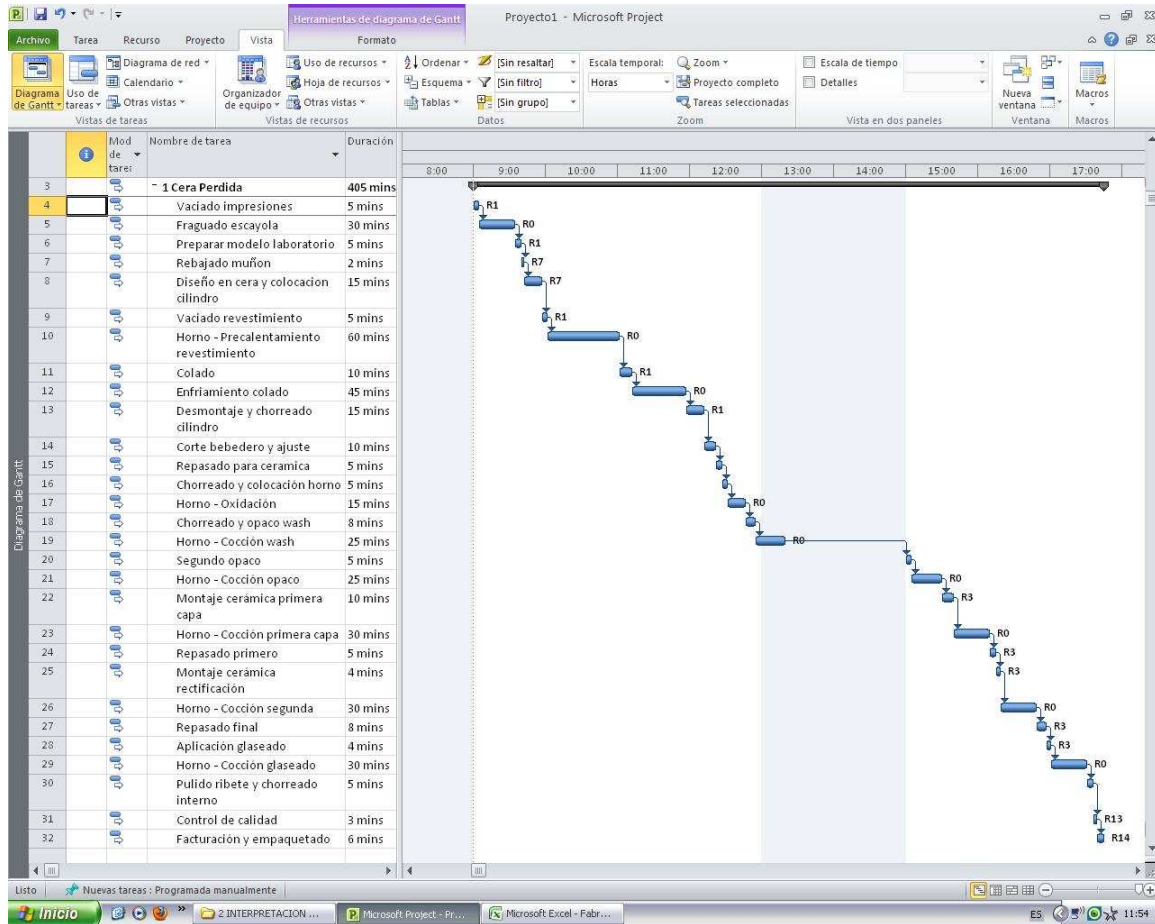 Herramientas de diagrama de Gantt
Proyecto1 - Microsoft Project
Archivo Tarea Recurso Proyecto Vista Formato
Diagrama de Gantt
Uso de tareas
Diagrama de red
Calendario
Otras vistas
Vistas de tareas
Organizador de equipo
Uso de recursos
Hoja de recursos
Otras vistas
Vistas de recursos
Ordenar
Esquema
Tablas
[Sin resaltar]
[Sin filtro]
[Sin grupo]
Datos
Escala temporal:
Horas
Zoom
Proyecto completo
Tareas seleccionadas
Zoom
Escala de tiempo
Detalles
Vista en dos paneles
Nueva ventana
Ventana
Macros
Macros
Mod de tarea
Nombre de tarea
Duración
8:00 9:00 10:00 11:00 12:00 13:00 14:00 15:00 16:00 17:00
3 1 Cera Perdida 405 mins
4 Vaciado impresiones 5 mins R1
5 Fraguado escayola 30 mins R0
6 Preparar modelo laboratorio 5 mins R1
7 Rebajado muñon 2 mins R7
8 Diseño en cera y colocacion cilindro 15 mins R7
9 Vaciado revestimiento 5 mins R1
10 Horno - Precalentamiento revestimiento 60 mins R0
11 Colado 10 mins R1
12 Enfriamiento colado 45 mins R0
13 Desmontaje y chorreado cilindro 15 mins R1
14 Corte bebedero y ajuste 10 mins
15 Repasado para ceramica 5 mins
16 Chorreado y colocación horno 5 mins
17 Horno - Oxidación 15 mins R0
18 Chorreado y opaco wash 8 mins
19 Horno - Cocción wash 25 mins R0
20 Segundo opaco 5 mins
21 Horno - Cocción opaco 25 mins R0
22 Montaje cerámica primera capa 10 mins R3
23 Horno - Cocción primera capa 30 mins R0
24 Repasado primero 5 mins R3
25 Montaje cerámica rectificación 4 mins R3
26 Horno - Cocción segunda 30 mins R0
27 Repasado final 8 mins R3
28 Aplicación glaseado 4 mins R3
29 Horno - Cocción glaseado 30 mins R0
30 Pulido ribete y chorreado interno 5 mins
31 Control de calidad 3 mins R13
32 Facturación y empaquetado 6 mins R14
Diagrama de Gantt
Listo
Nuevas tareas : Programada manualmente
Inicio
2 INTERPRETACION ...
Microsoft Project - Pr...
Microsoft Excel - Fabr...
ES
11:54